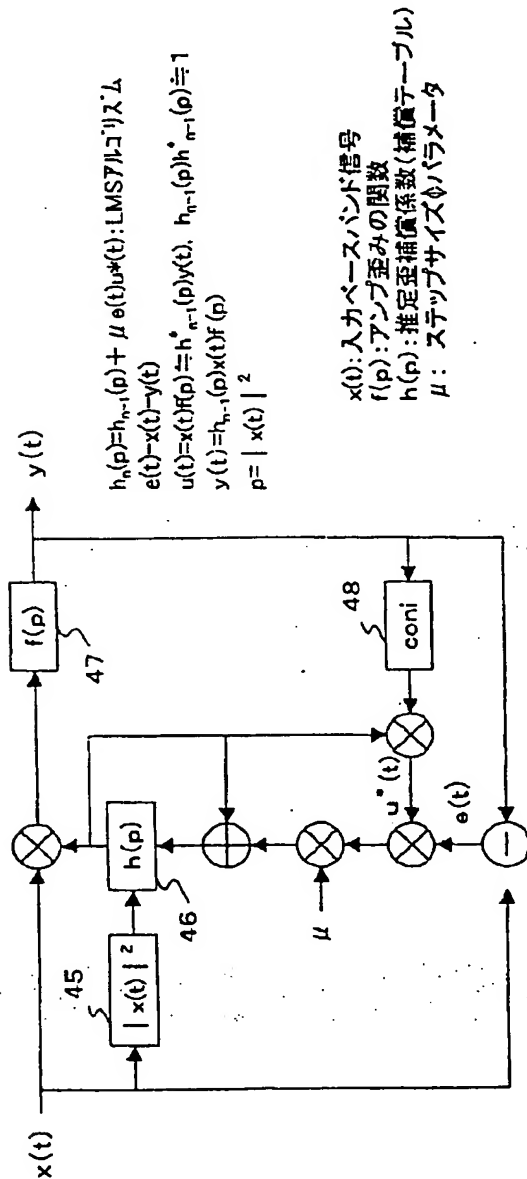 x(t)
45
| x(t) | ²
h(p)
46
f(p)
47
y(t)
μ
u*(t)
e(t)
coni
48
hₙ(p)=hₙ₋₁(p)+ μ e(t)u*(t):LMSアルゴリズム
e(t)-x(t)-y(t)
u(t)=x(t)f(p)≒h*ₙ₋₁(p)y(t), hₙ₋₁(p)h*ₙ₋₁(p)≒1
y(t)=hₙ₋₁(p)x(t)f(p)
p=| x(t) | ²
x(t):入力ベースバンド信号
f(p):アンプ歪みの関数
h(p):推定歪補償係数(補償テーブル)
μ: ステップサイズのパラメータ